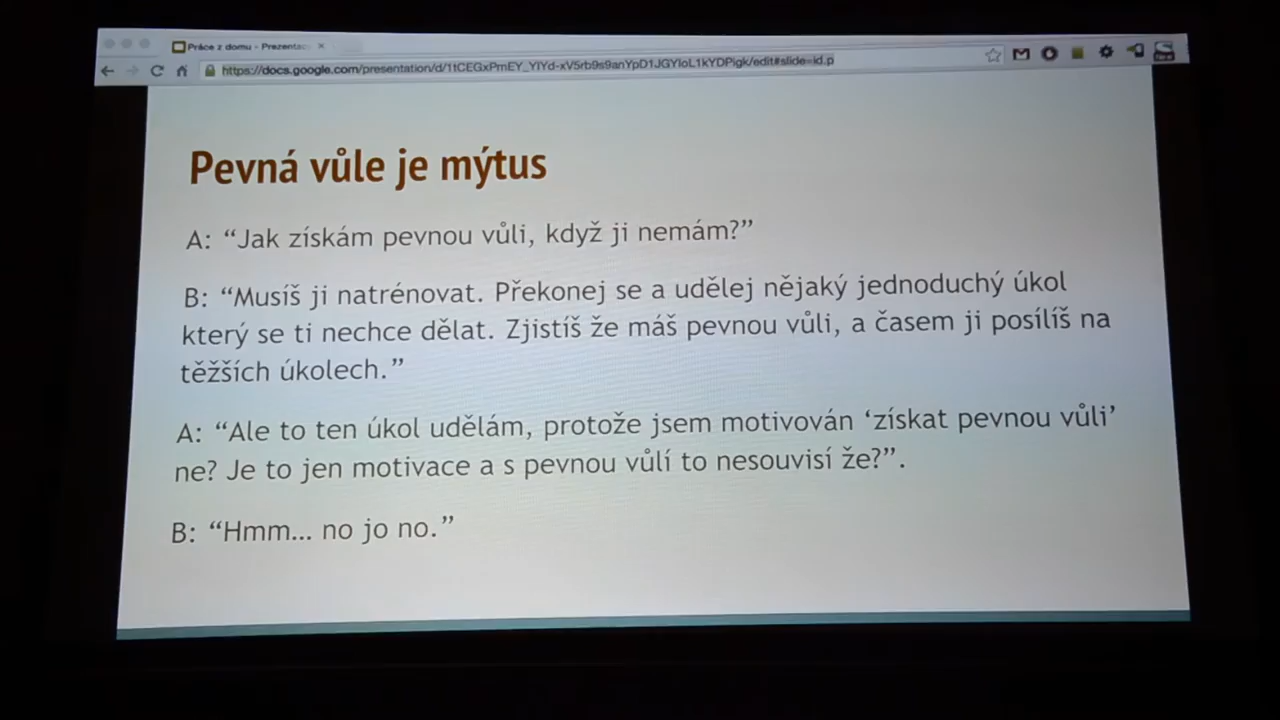 Práce z domu - Prezentac
https://docs.google.com/presentation/d/1tCEGxPmEY_YIYd-xV5rb9s9anYpD1JGYloL1kYDPigk/edit#slide=id.p
Pevná vůle je mýtus
A: “Jak získám pevnou vůli, když ji nemám?”
B: “Musíš ji natrénovat. Překonej se a udělej nějaký jednoduchý úkol
který se ti nechce dělat. Zjistíš že máš pevnou vůli, a časem ji posílíš na
těžších úkolech.”
A: “Ale to ten úkol udělám, protože jsem motivován ‘získat pevnou vůli’
ne? Je to jen motivace a s pevnou vůlí to nesouvisí že?”.
B: “Hmm... no jo no.”